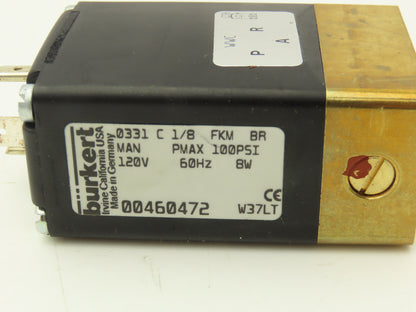 WWC
P A R
burkert
Irvine California USA
Made in Germany
0331 C 1/8 FKM BR
MAN PMAX 100PSI
120V 60Hz 8W
CE
00460472 W37LT